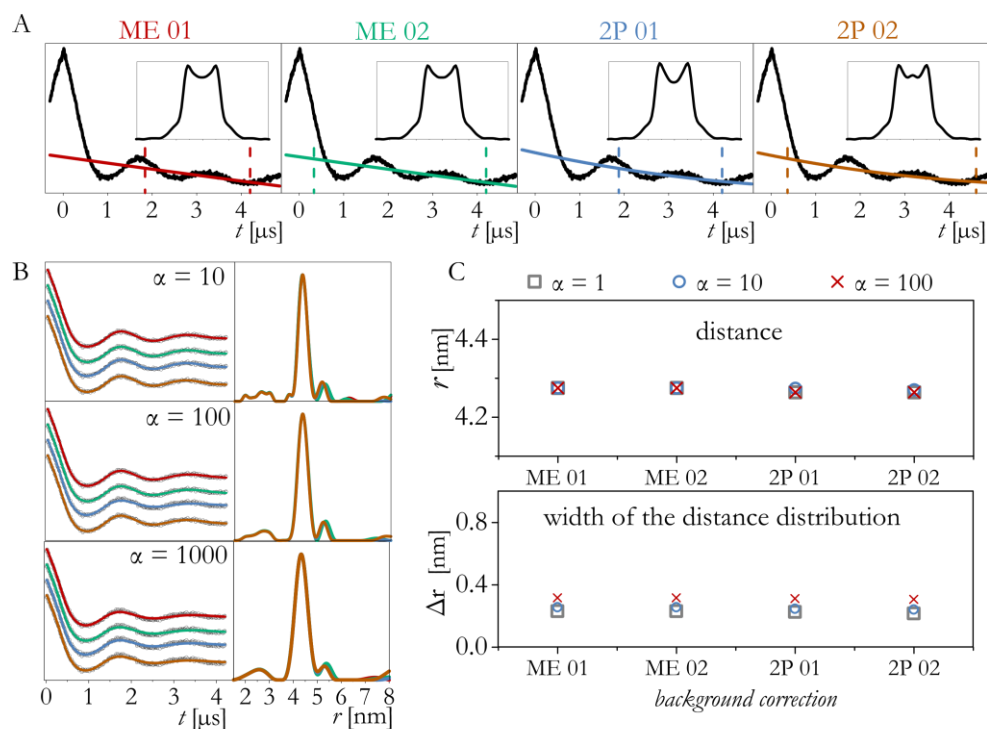 A
ME 01 ME 02 2P 01 2P 02
0 1 2 3 4 0 1 2 3 4 0 1 2 3 4 0 1 2 3 4
t [µs] t [µs] t [µs] t [µs]
B
α = 10
α = 100
α = 1000
0 1 2 3 4 2 3 4 5 6 7 8
t [µs] r [nm]
C
α = 1 α = 10 α = 100
distance
r [nm]
4.4
4.2
ME 01 ME 02 2P 01 2P 02
width of the distance distribution
Δr [nm]
0.8
0.4
0.0
ME 01 ME 02 2P 01 2P 02
background correction